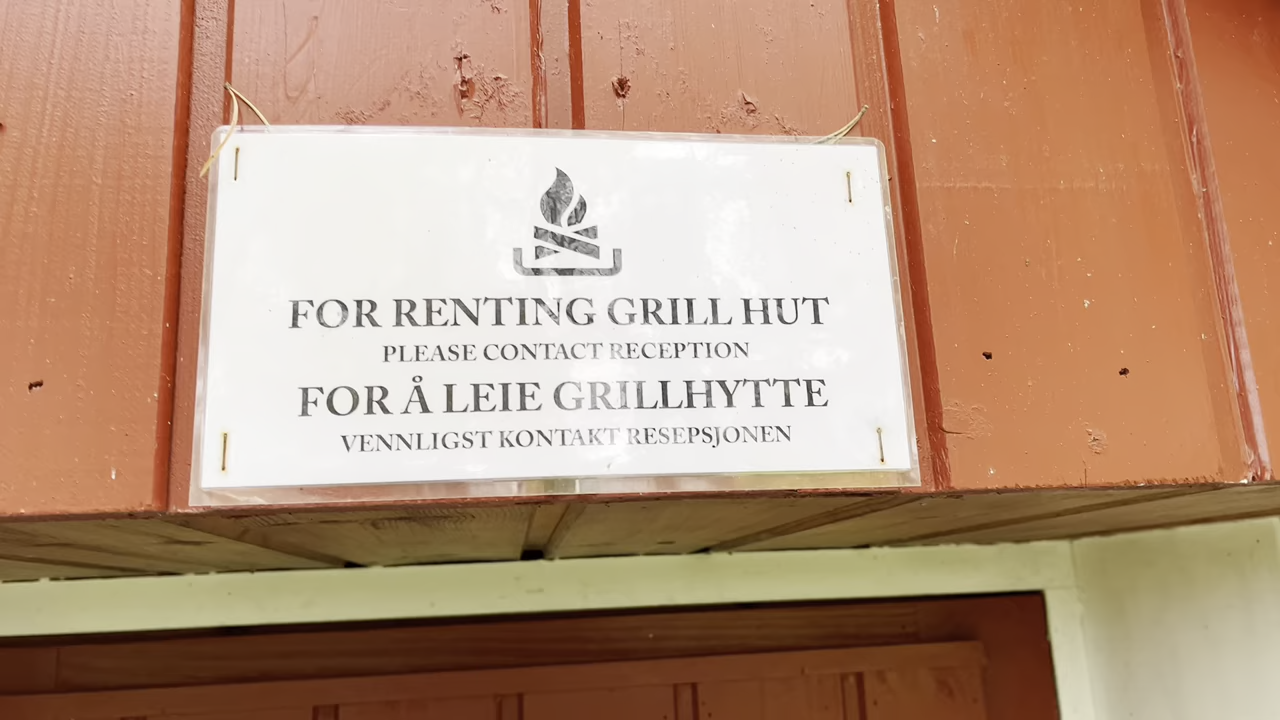 FOR RENTING GRILL HUT
PLEASE CONTACT RECEPTION
FOR Å LEIE GRILLHYTTE
VENNLIGST KONTAKT RESEPSJONEN